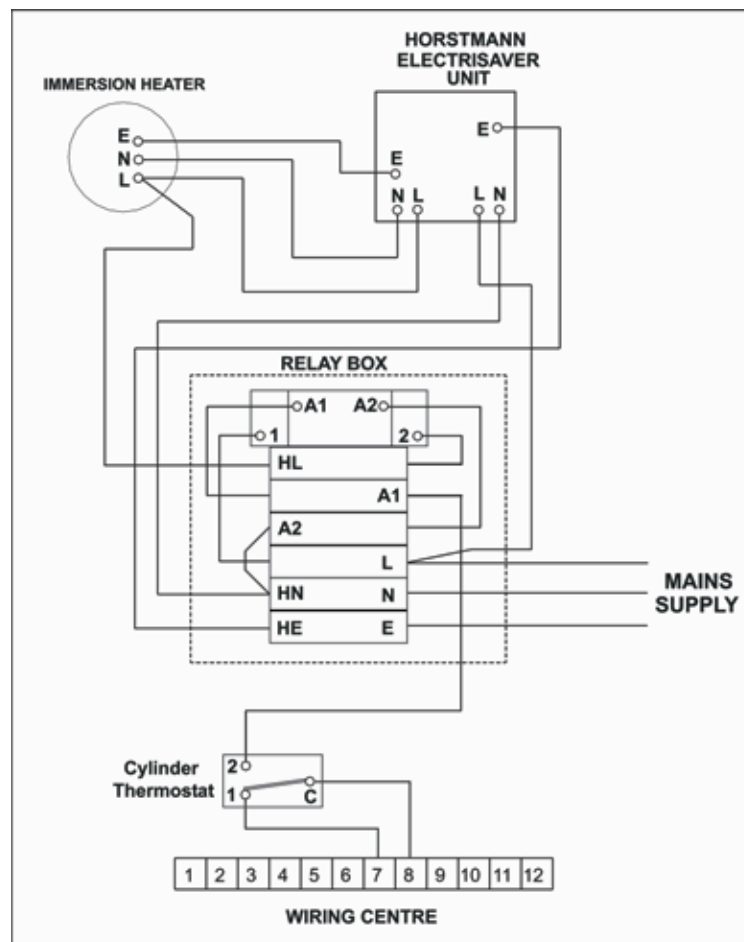 HORSTMANN
ELECTRISAVER
UNIT
IMMERSION HEATER
E
N
L
E
E
N L L N
RELAY BOX
A1 A2
1 2
HL
A1
A2
L
HN N
HE E
MAINS
SUPPLY
Cylinder
Thermostat
2
1 C
1 2 3 4 5 6 7 8 9 10 11 12
WIRING CENTRE